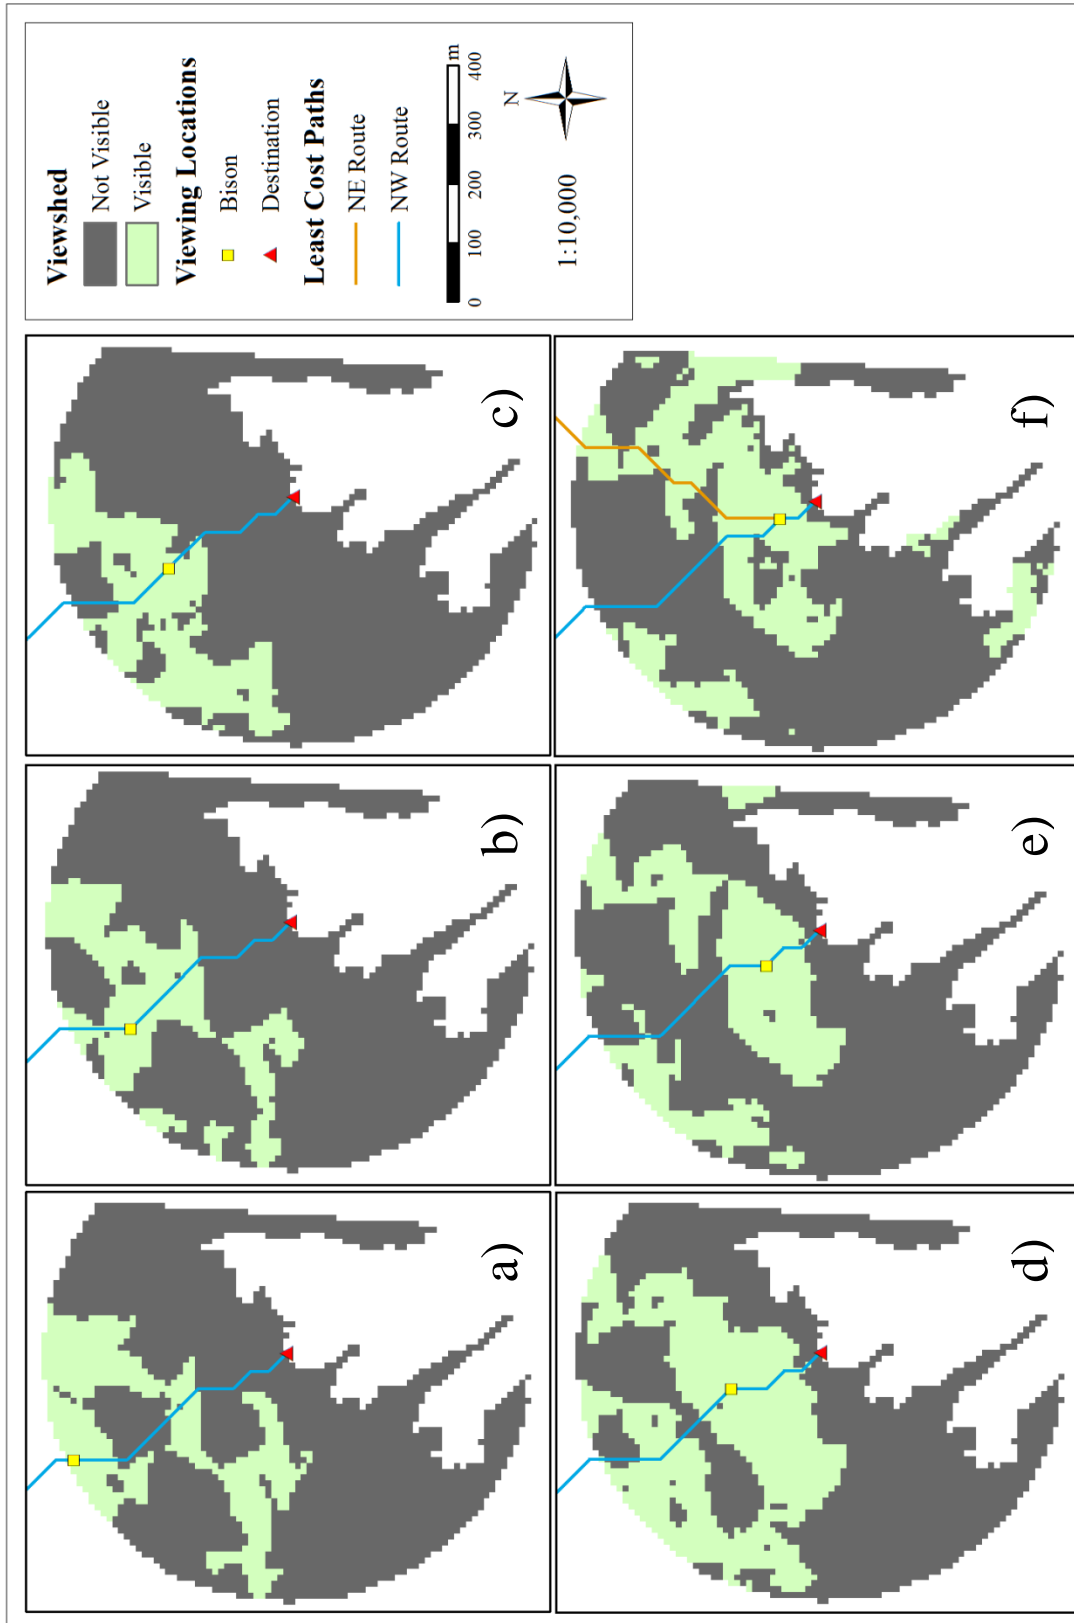 a)
b)
c)
d)
e)
f)
Viewshed
Not Visible
Visible
Viewing Locations
Bison
Destination
Least Cost Paths
NE Route
NW Route
0 100 200 300 400 m
1:10,000
N